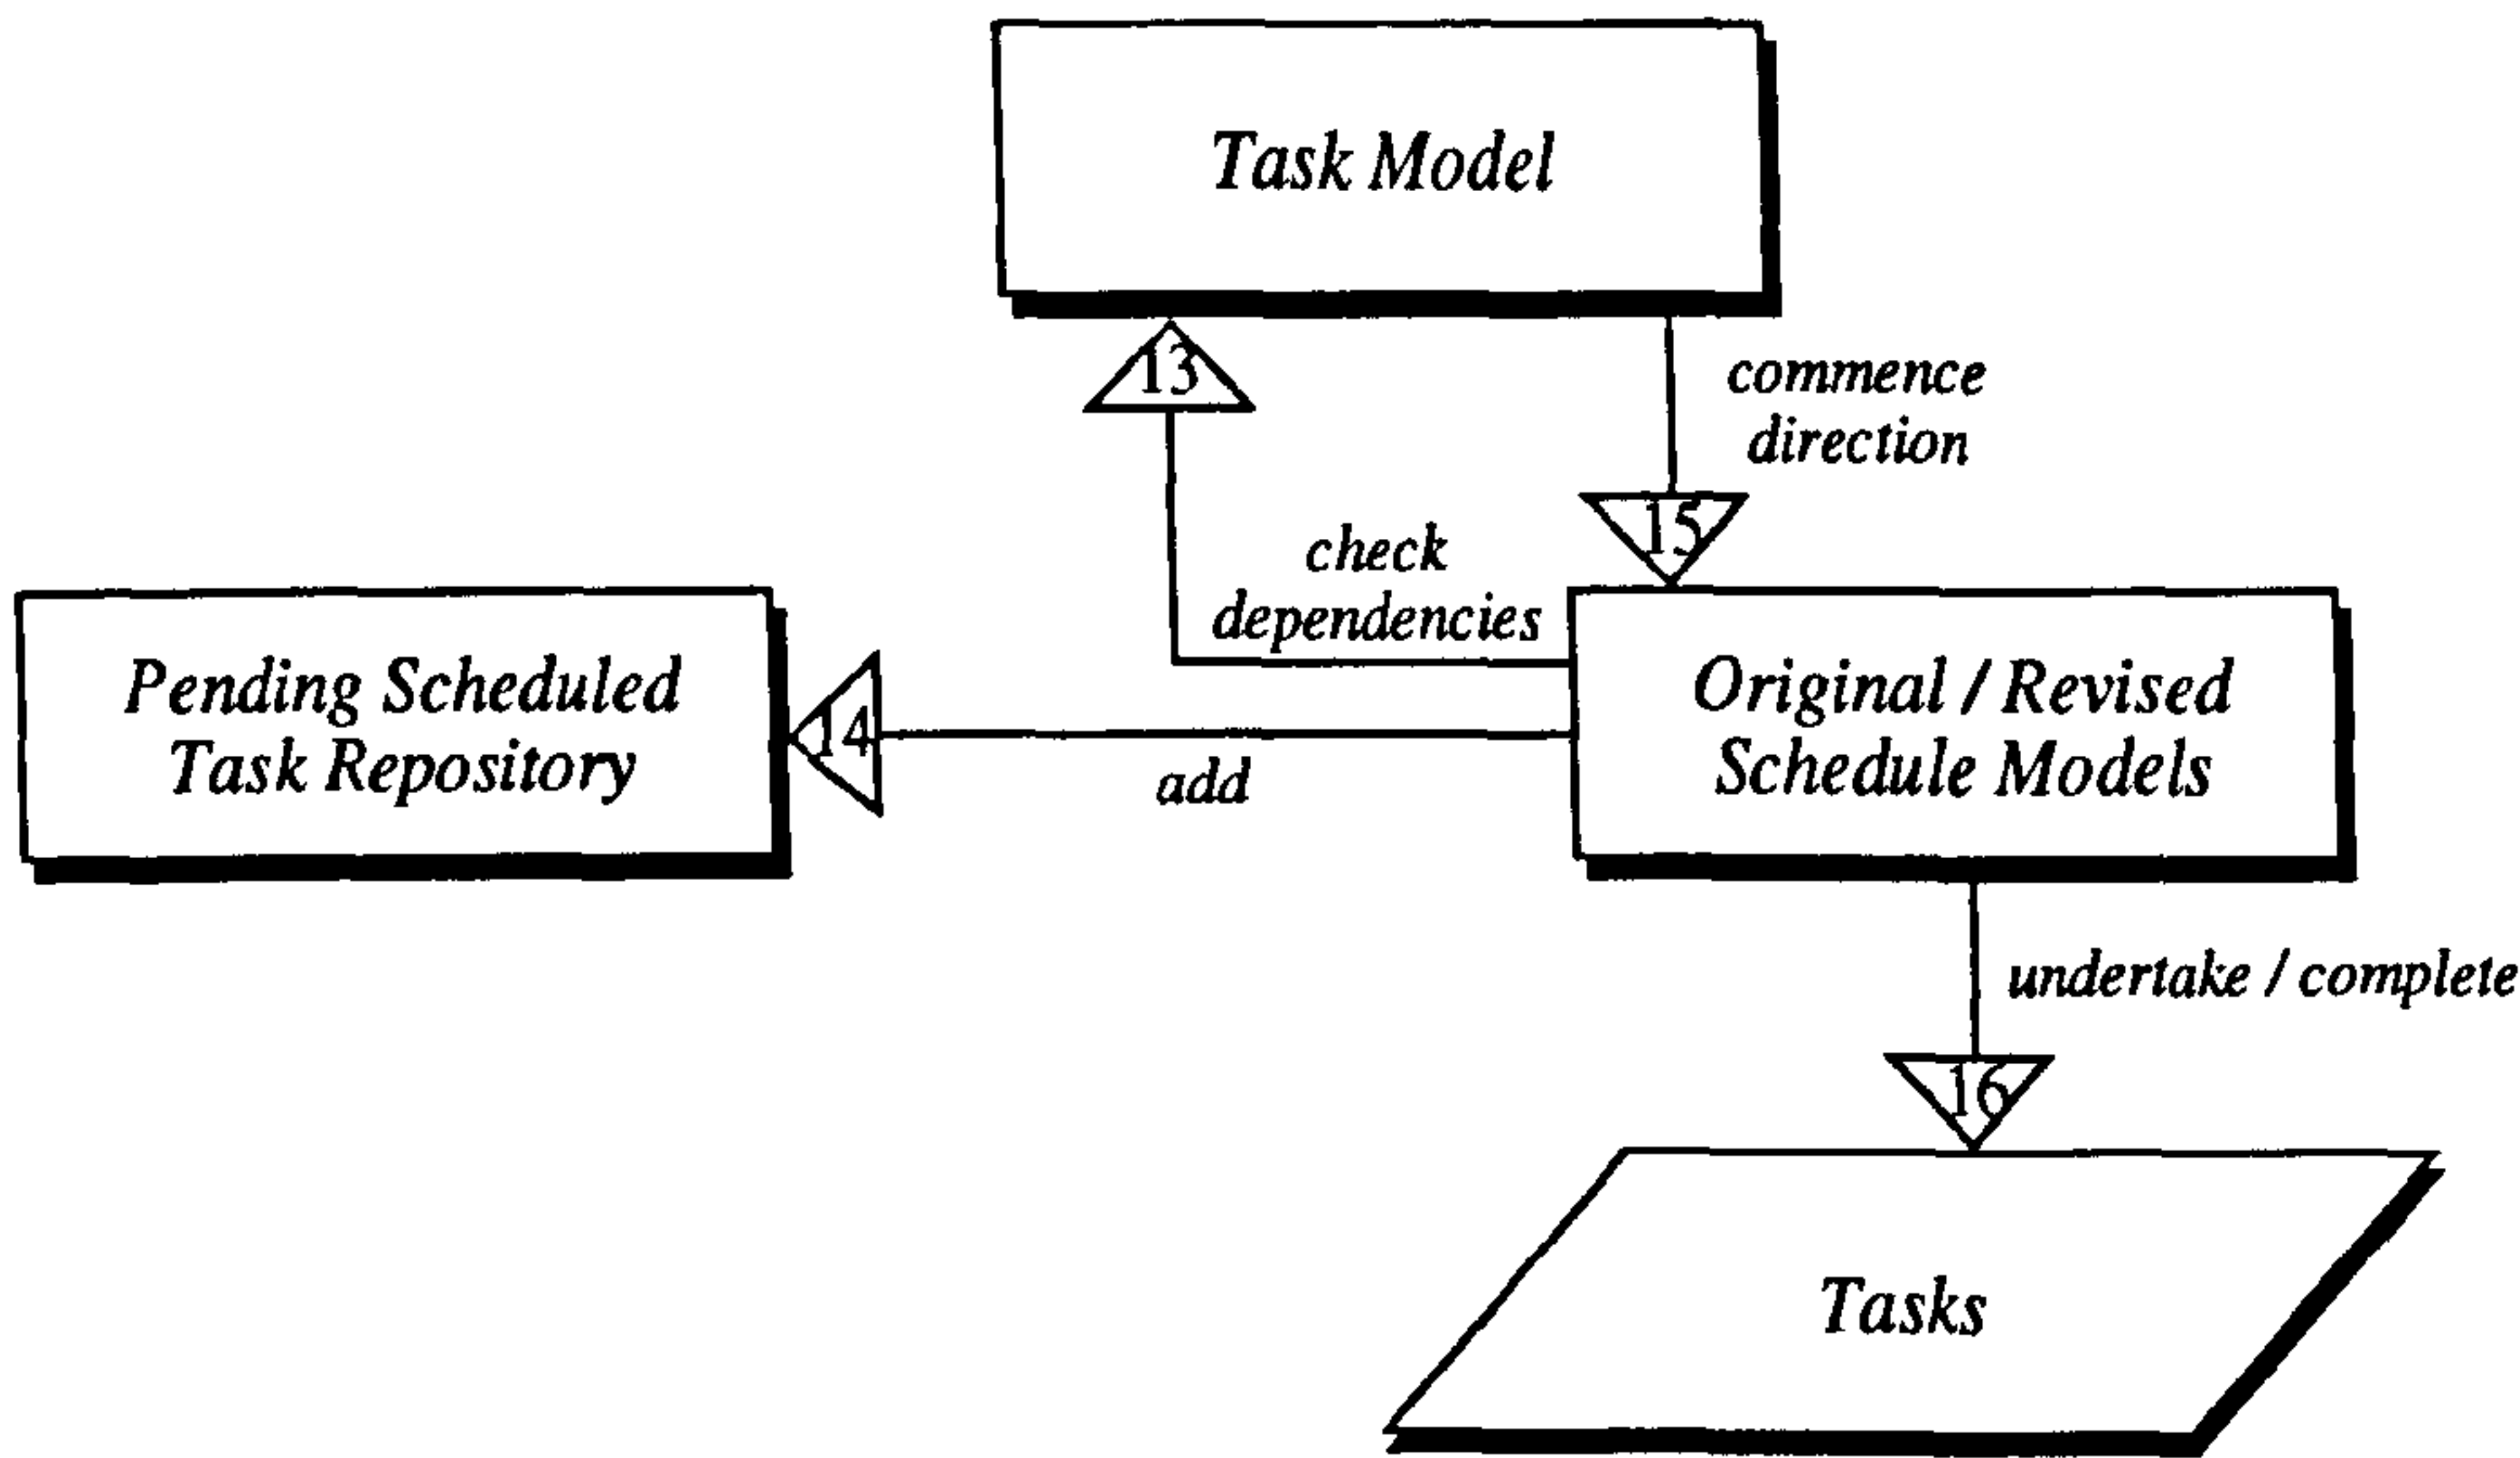 Task Model
13
commence
direction
15
check
dependencies
Pending Scheduled
Task Repository
14
add
Original / Revised
Schedule Models
undertake / complete
16
Tasks